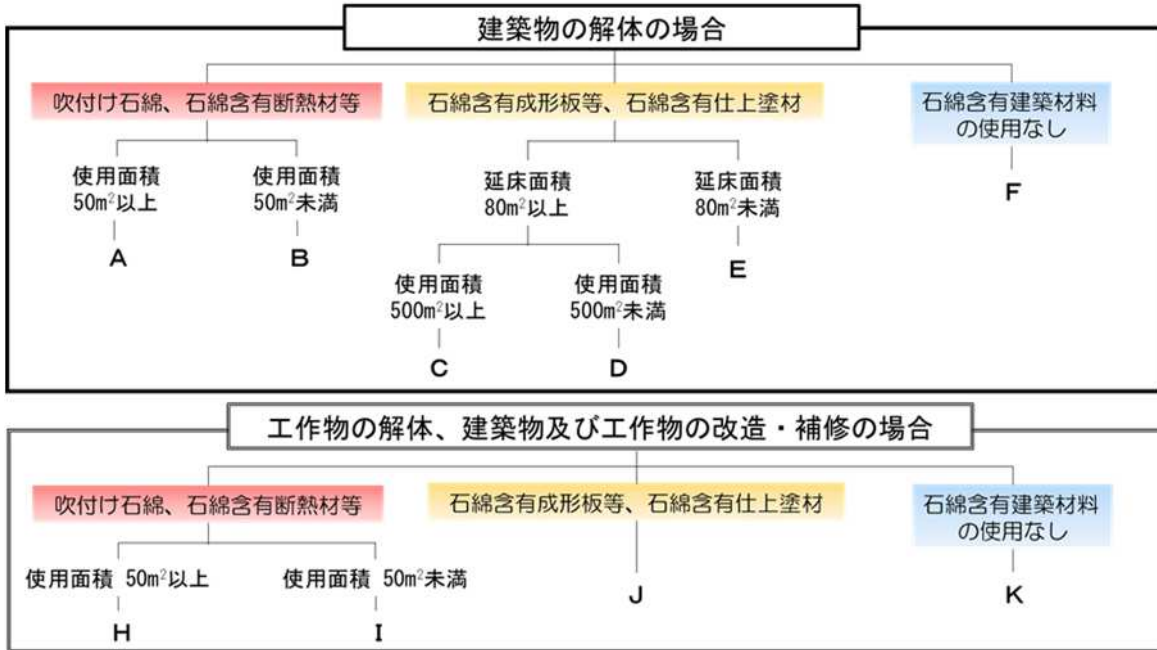 建築物の解体の場合
吹付け石綿、石綿含有断熱材等
石綿含有成形板等、石綿含有仕上塗材
石綿含有建築材料
の使用なし
使用面積
50m²以上
使用面積
50m²未満
延床面積
80m²以上
延床面積
80m²未満
F
A
B
E
使用面積
500m²以上
使用面積
500m²未満
C
D
工作物の解体、建築物及び工作物の改造・補修の場合
吹付け石綿、石綿含有断熱材等
石綿含有成形板等、石綿含有仕上塗材
石綿含有建築材料
の使用なし
使用面積 50m²以上
使用面積 50m²未満
J
K
H
I